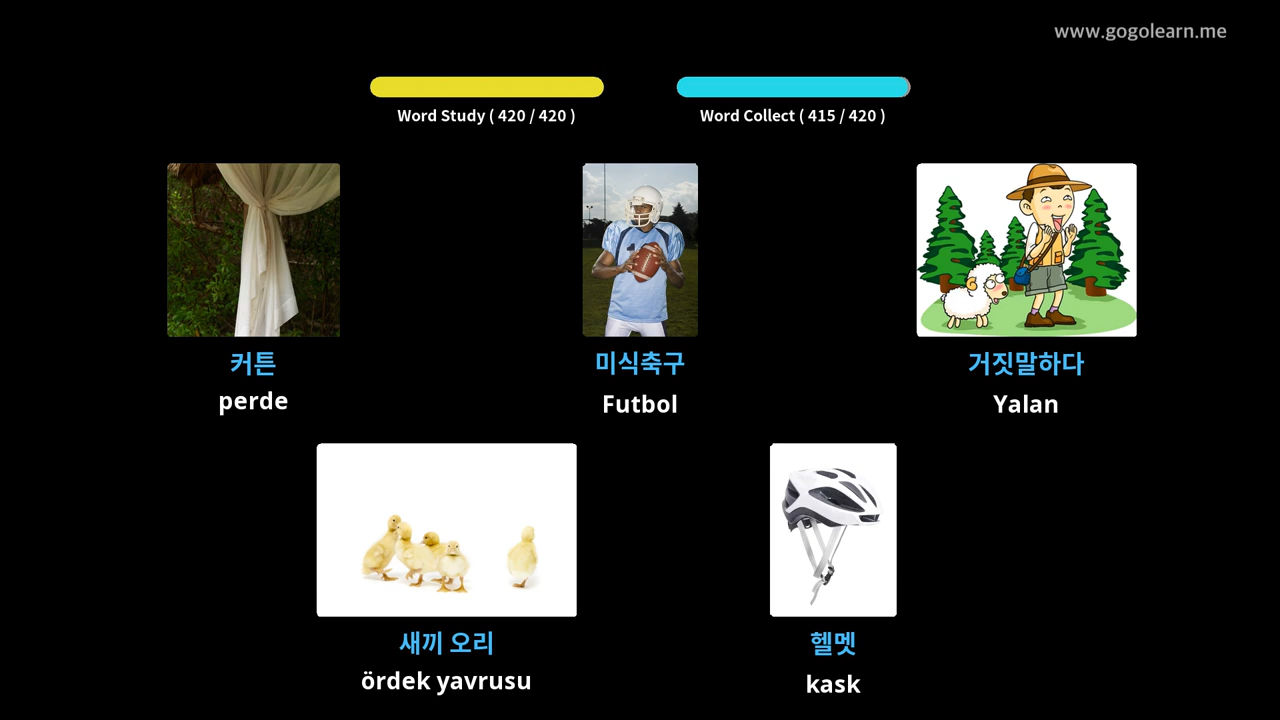 www.gogolearn.me
Word Study ( 420 / 420 )
Word Collect ( 415 / 420 )
커튼
미식축구
거짓말하다
perde
Futbol
Yalan
새끼 오리
헬멧
ördek yavrusu
kask